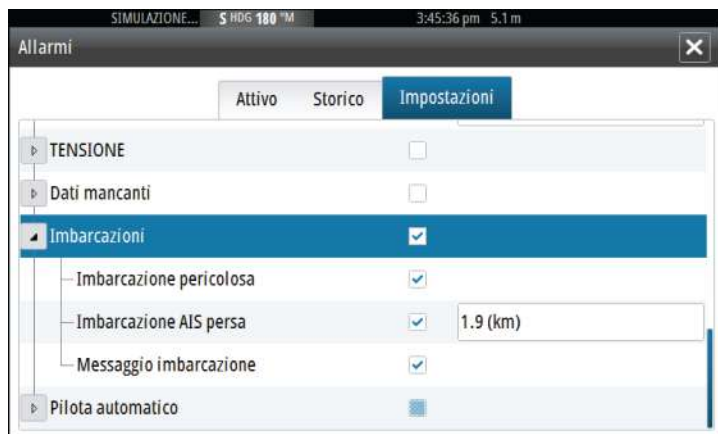 SIMULAZIONE... S HDG 180 °M 3:45:36 pm 5.1 m
Allarmi
Attivo Storico Impostazioni
TENSIONE
Dati mancanti
Imbarcazioni
Imbarcazione pericolosa
Imbarcazione AIS persa 1.9 (km)
Messaggio imbarcazione
Pilota automatico